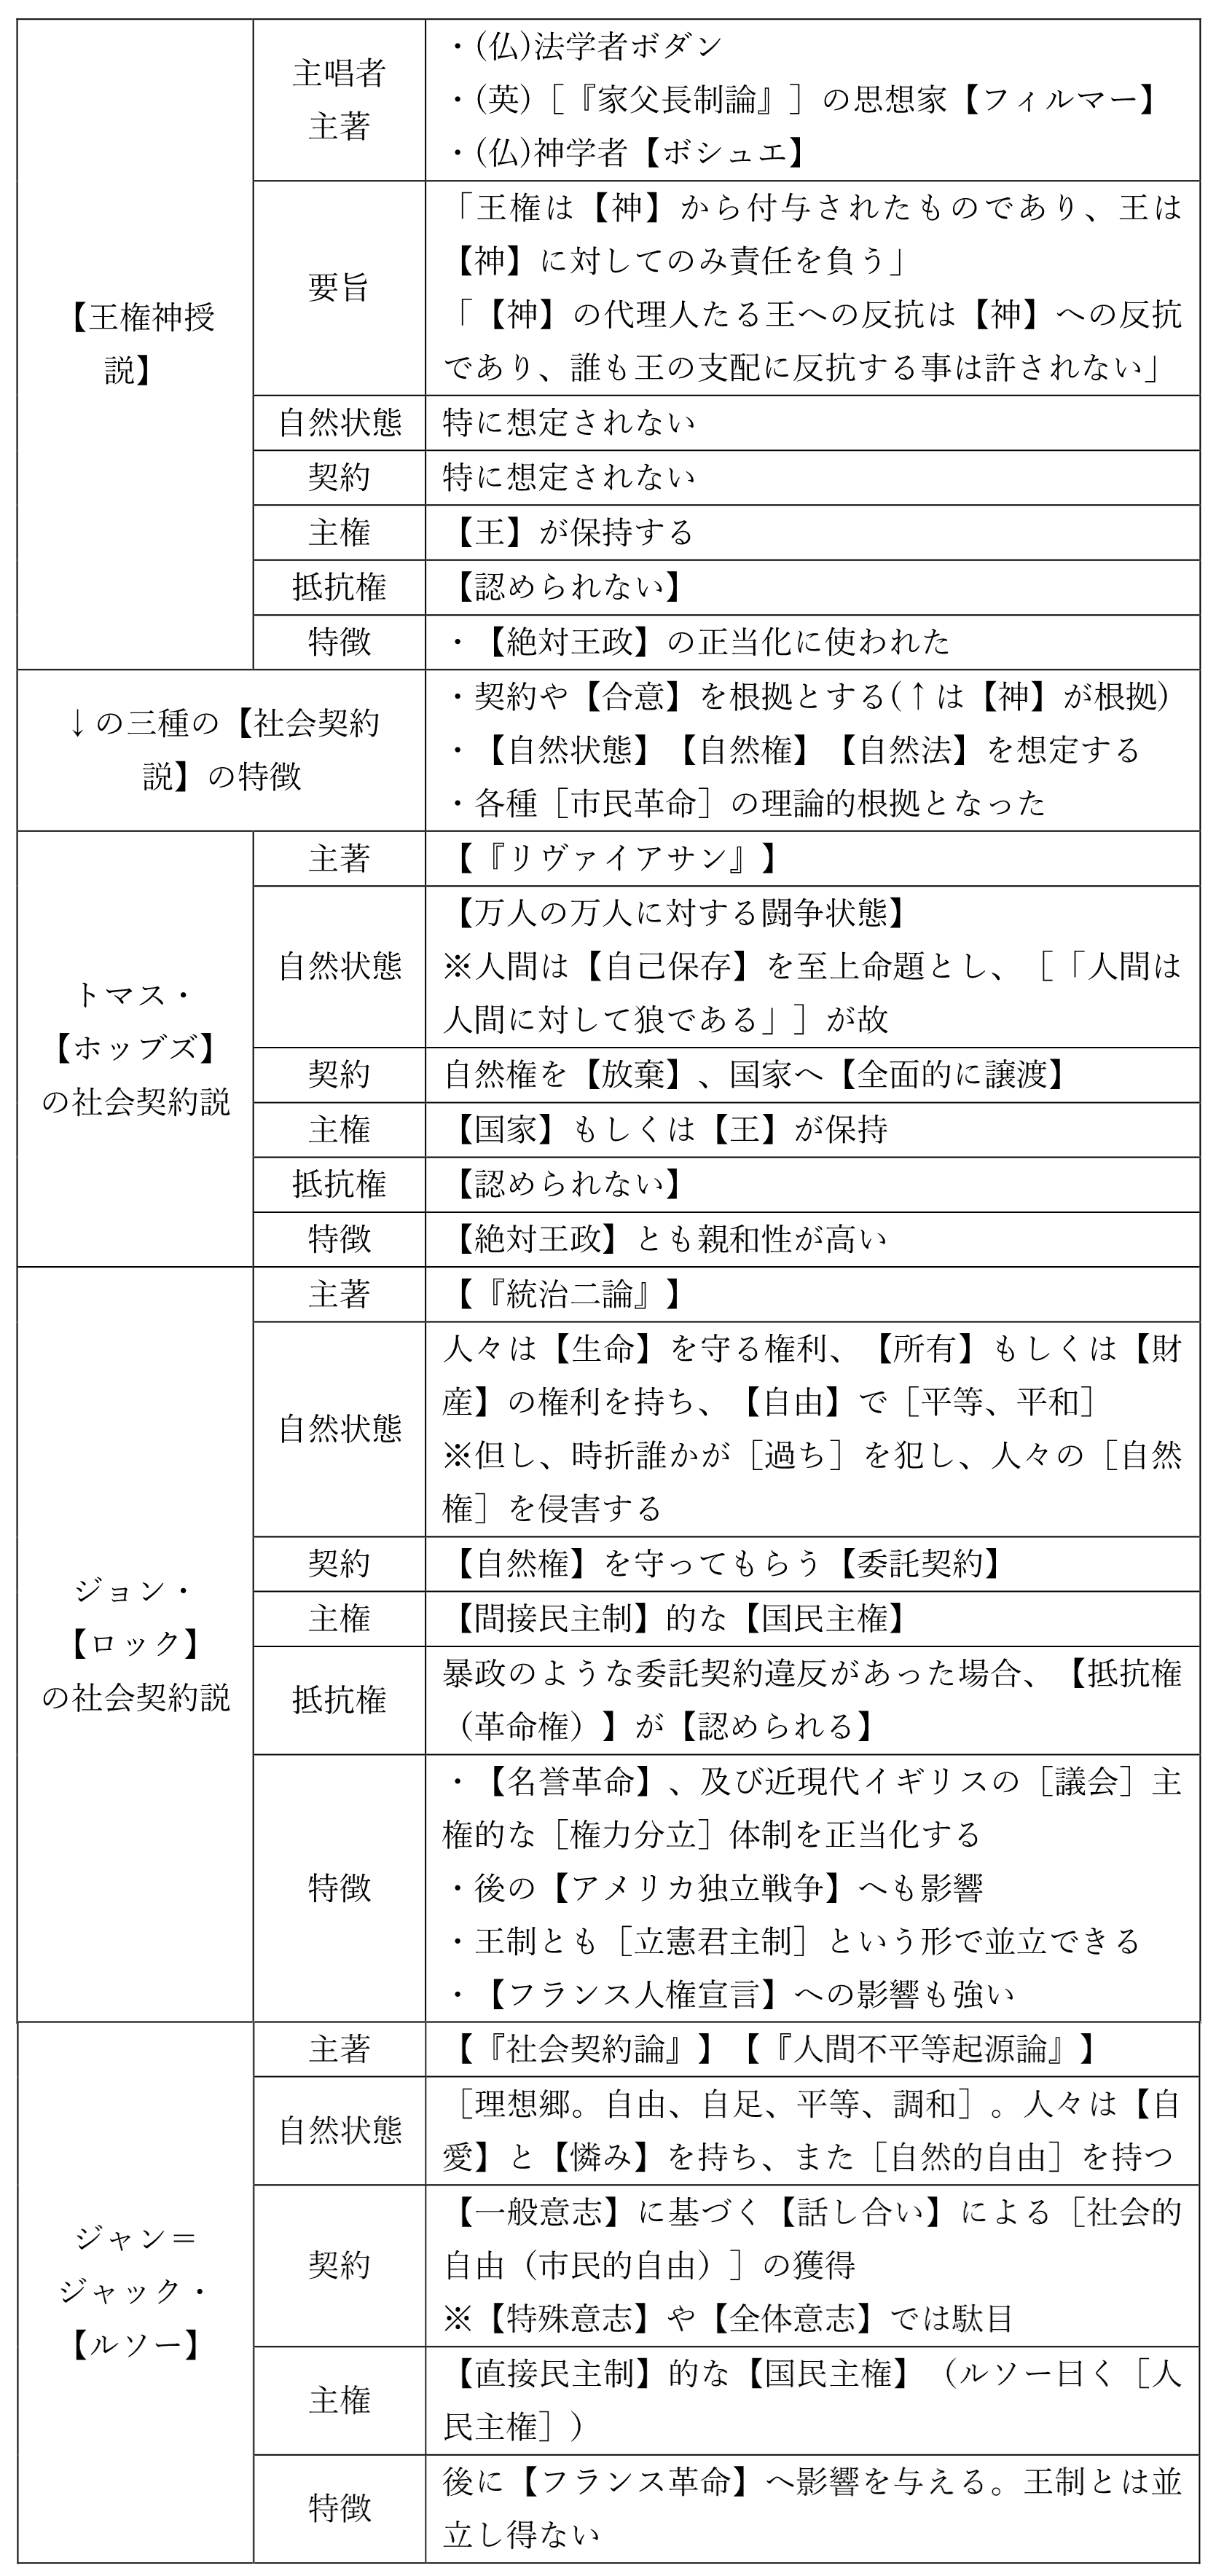 【王権神授
説】
主唱者
主著
・(仏)法学者ボダン
・(英)［『家父長制論』］の思想家【フィルマー】
・(仏)神学者【ボシュエ】
要旨
「王権は【神】から付与されたものであり、王は
【神】に対してのみ責任を負う」
「【神】の代理人たる王への反抗は【神】への反抗
であり、誰も王の支配に反抗する事は許されない」
自然状態
特に想定されない
契約
特に想定されない
主権
【王】が保持する
抵抗権
【認められない】
特徴
・【絶対王政】の正当化に使われた
↓の三種の【社会契約
説】の特徴
・契約や【合意】を根拠とする(↑は【神】が根拠)
・【自然状態】【自然権】【自然法】を想定する
・各種［市民革命］の理論的根拠となった
トマス・
【ホッブズ】
の社会契約説
主著
【『リヴァイアサン』】
自然状態
【万人の万人に対する闘争状態】
※人間は【自己保存】を至上命題とし、［「人間は
人間に対して狼である」］が故
契約
自然権を【放棄】、国家へ【全面的に譲渡】
主権
【国家】もしくは【王】が保持
抵抗権
【認められない】
特徴
【絶対王政】とも親和性が高い
ジョン・
【ロック】
の社会契約説
主著
【『統治二論』】
自然状態
人々は【生命】を守る権利、【所有】もしくは【財
産】の権利を持ち、【自由】で［平等、平和］
※但し、時折誰かが［過ち］を犯し、人々の［自然
権］を侵害する
契約
【自然権】を守ってもらう【委託契約】
主権
【間接民主制】的な【国民主権】
抵抗権
暴政のような委託契約違反があった場合、【抵抗権
（革命権）】が【認められる】
特徴
・【名誉革命】、及び近現代イギリスの［議会］主
権的な［権力分立］体制を正当化する
・後の【アメリカ独立戦争】へも影響
・王制とも［立憲君主制］という形で並立できる
・【フランス人権宣言】への影響も強い
ジャン＝
ジャック・
【ルソー】
主著
【『社会契約論』】【『人間不平等起源論』】
自然状態
［理想郷。自由、自足、平等、調和］。人々は【自
愛】と【憐み】を持ち、また［自然的自由］を持つ
契約
【一般意志】に基づく【話し合い】による［社会的
自由（市民的自由）］の獲得
※【特殊意志】や【全体意志】では駄目
主権
【直接民主制】的な【国民主権】（ルソー曰く［人
民主権］）
特徴
後に【フランス革命】へ影響を与える。王制とは並
立し得ない